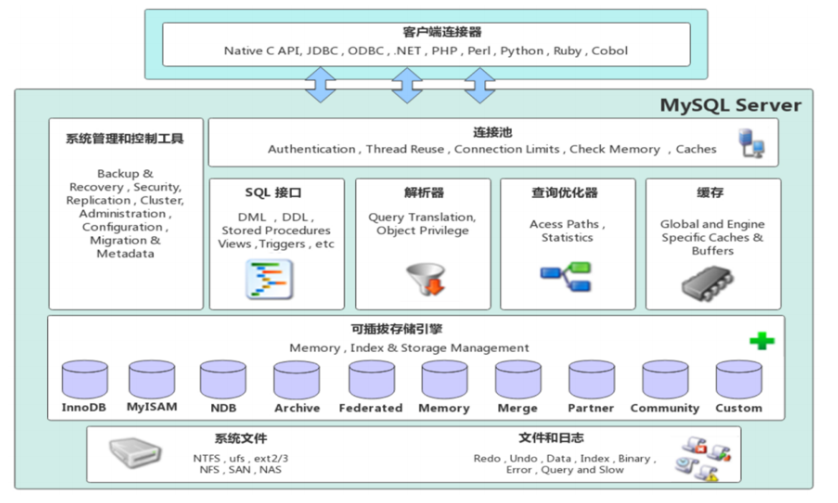 客户端连接器
Native C API, JDBC , ODBC , .NET , PHP , Perl , Python , Ruby , Cobol
MySQL Server
系统管理和控制工具
Backup &
Recovery , Security,
Replication , Cluster,
Administration ,
Configuration ,
Migration &
Metadata
连接池
Authentication , Thread Reuse , Connection Limits , Check Memory , Caches
SQL 接口
DML , DDL ,
Stored Procedures
Views ,Triggers , etc
解析器
Query Translation,
Object Privilege
查询优化器
Acess Paths ,
Statistics
缓存
Global and Engine
Specific Caches &
Buffers
可插拔存储引擎
Memory , Index & Storage Management
InnoDB
MyISAM
NDB
Archive
Federated
Memory
Merge
Partner
Community
Custom
系统文件
NTFS , ufs , ext2/3
NFS , SAN , NAS
文件和日志
Redo , Undo , Data , Index , Binary ,
Error , Query and Slow